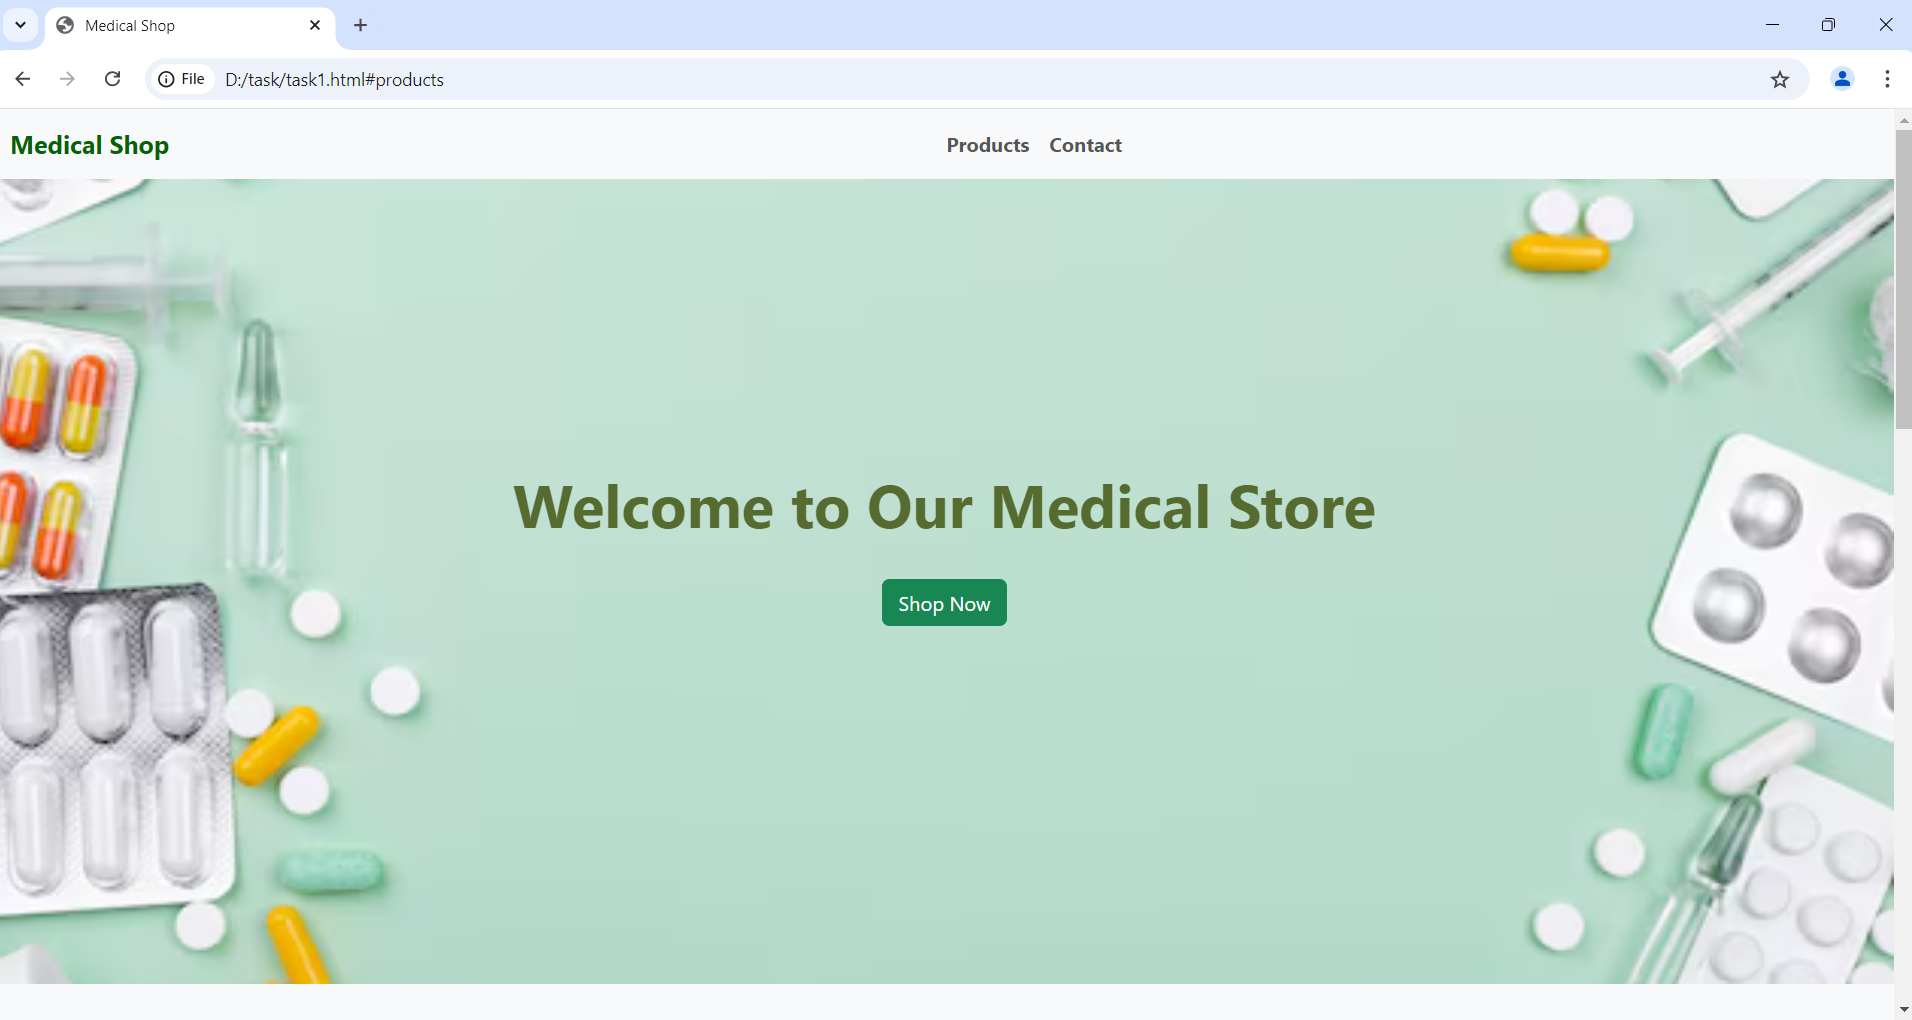 Medical Shop
File D:/task/task1.html#products
Medical Shop
Products Contact
Welcome to Our Medical Store
Shop Now